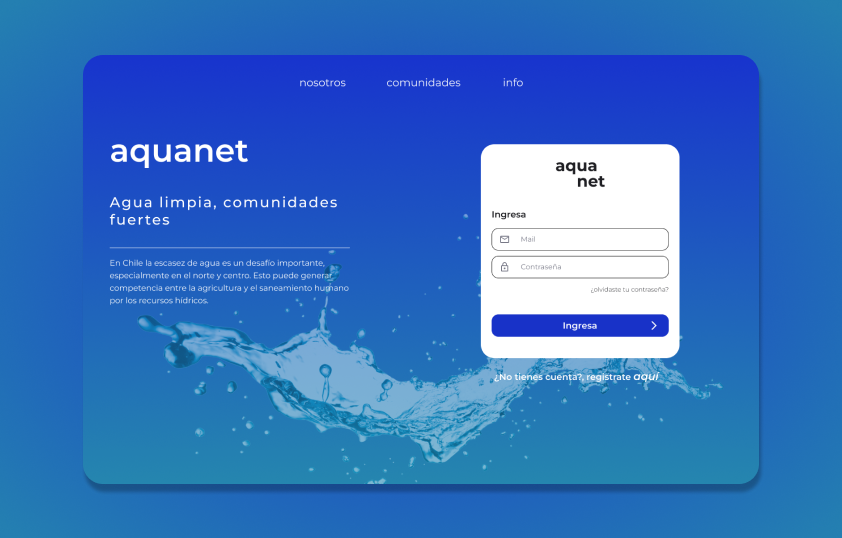 nosotros comunidades info
aquanet
Agua limpia, comunidades
fuertes
En Chile la escasez de agua es un desafío importante,
especialmente en el norte y centro. Esto puede generar
competencia entre la agricultura y el saneamiento humano
por los recursos hídricos.
aqua
net
Ingresa
Mail
Contraseña
¿olvidaste tu contraseña?
Ingresa
¿No tienes cuenta?, registrate aquí